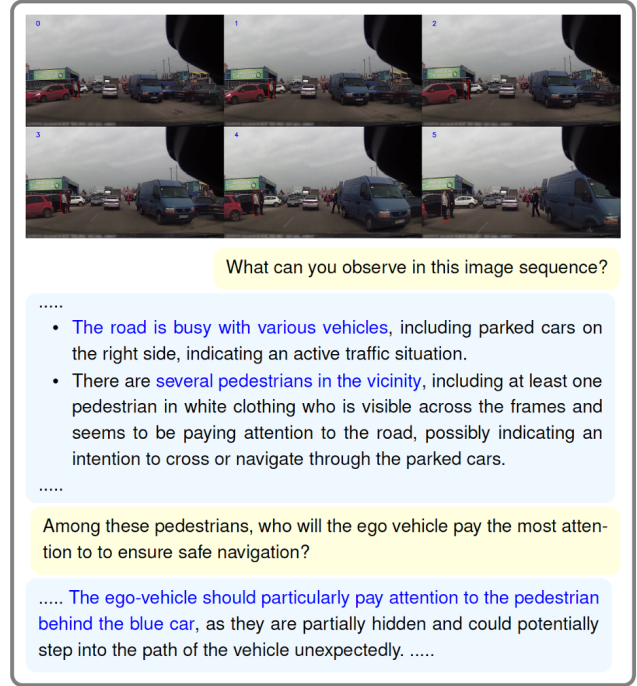 0
1
2
3
4
5
What can you observe in this image sequence?
.....
• The road is busy with various vehicles, including parked cars on
the right side, indicating an active traffic situation.
• There are several pedestrians in the vicinity, including at least one
pedestrian in white clothing who is visible across the frames and
seems to be paying attention to the road, possibly indicating an
intention to cross or navigate through the parked cars.
.....
Among these pedestrians, who will the ego vehicle pay the most atten-
tion to to ensure safe navigation?
..... The ego-vehicle should particularly pay attention to the pedestrian
behind the blue car, as they are partially hidden and could potentially
step into the path of the vehicle unexpectedly. .....